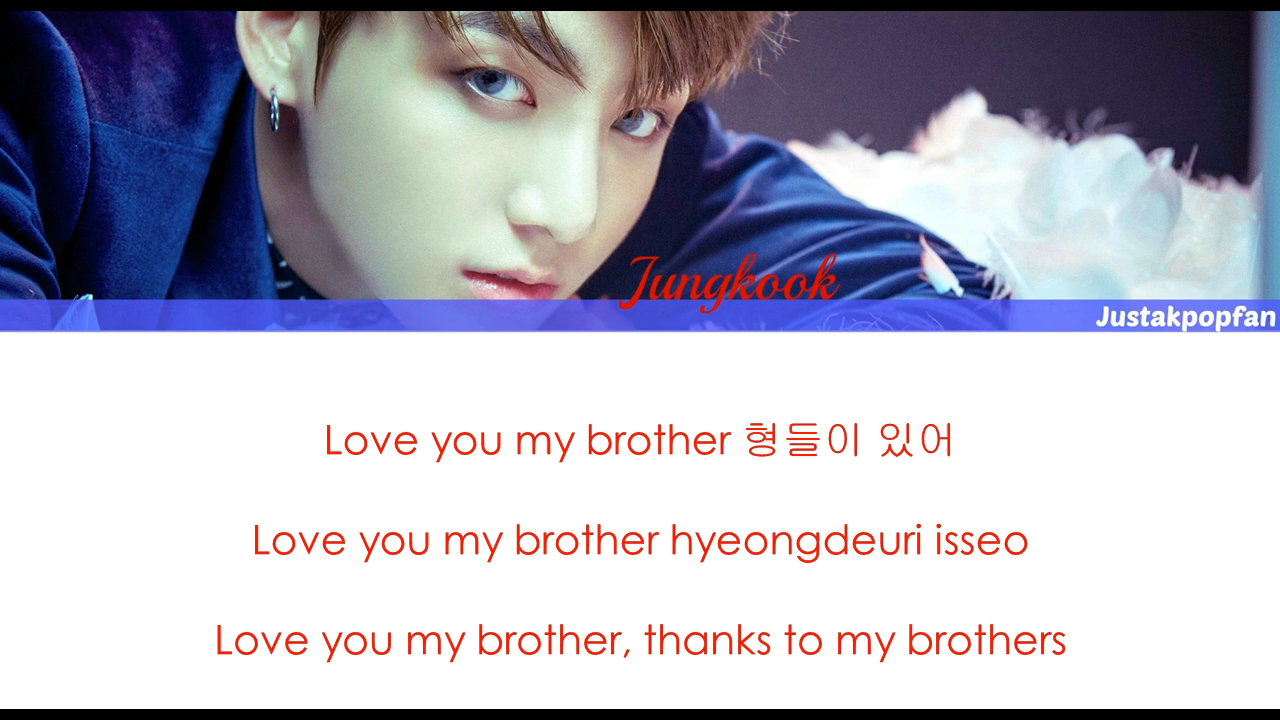 Jungkook
Justakpopfan
Love you my brother 형들이 있어
Love you my brother hyeongdeuri isseo
Love you my brother, thanks to my brothers